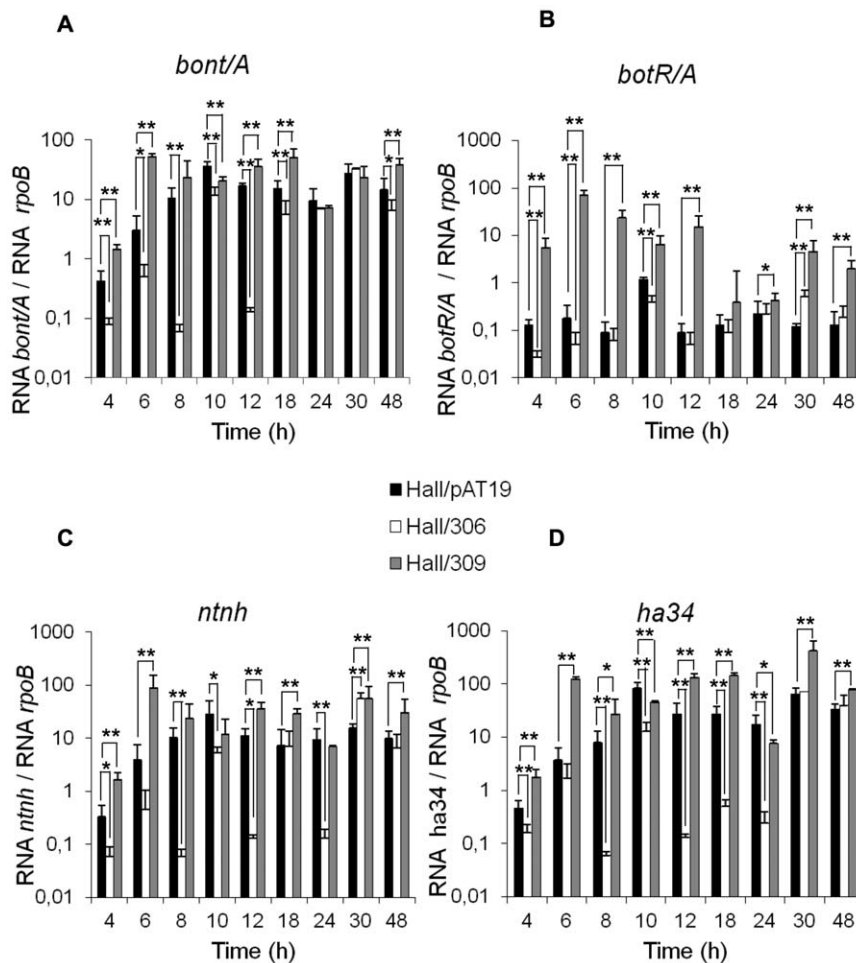 A
bont/A
RNA bont/A / RNA rpoB
100
10
1
0,1
0,01
** ** * ** ** ** ** ** ** ** ** ** * **
4 6 8 10 12 18 24 30 48
Time (h)
B
botR/A
RNA botR/A / RNA rpoB
1000
100
10
1
0,1
0,01
** ** ** ** ** ** ** ** * ** ** **
4 6 8 10 12 18 24 30 48
Time (h)
Hall/pAT19
Hall/306
Hall/309
C
ntnh
RNA ntnh / RNA rpoB
1000
100
10
1
0,1
0,01
* ** ** ** * * ** ** ** ** ** **
4 6 8 10 12 18 24 30 48
Time (h)
D
ha34
RNA ha34 / RNA rpoB
1000
100
10
1
0,1
0,01
** ** ** ** * ** ** ** ** ** ** ** * ** **
4 6 8 10 12 18 24 30 48
Time (h)